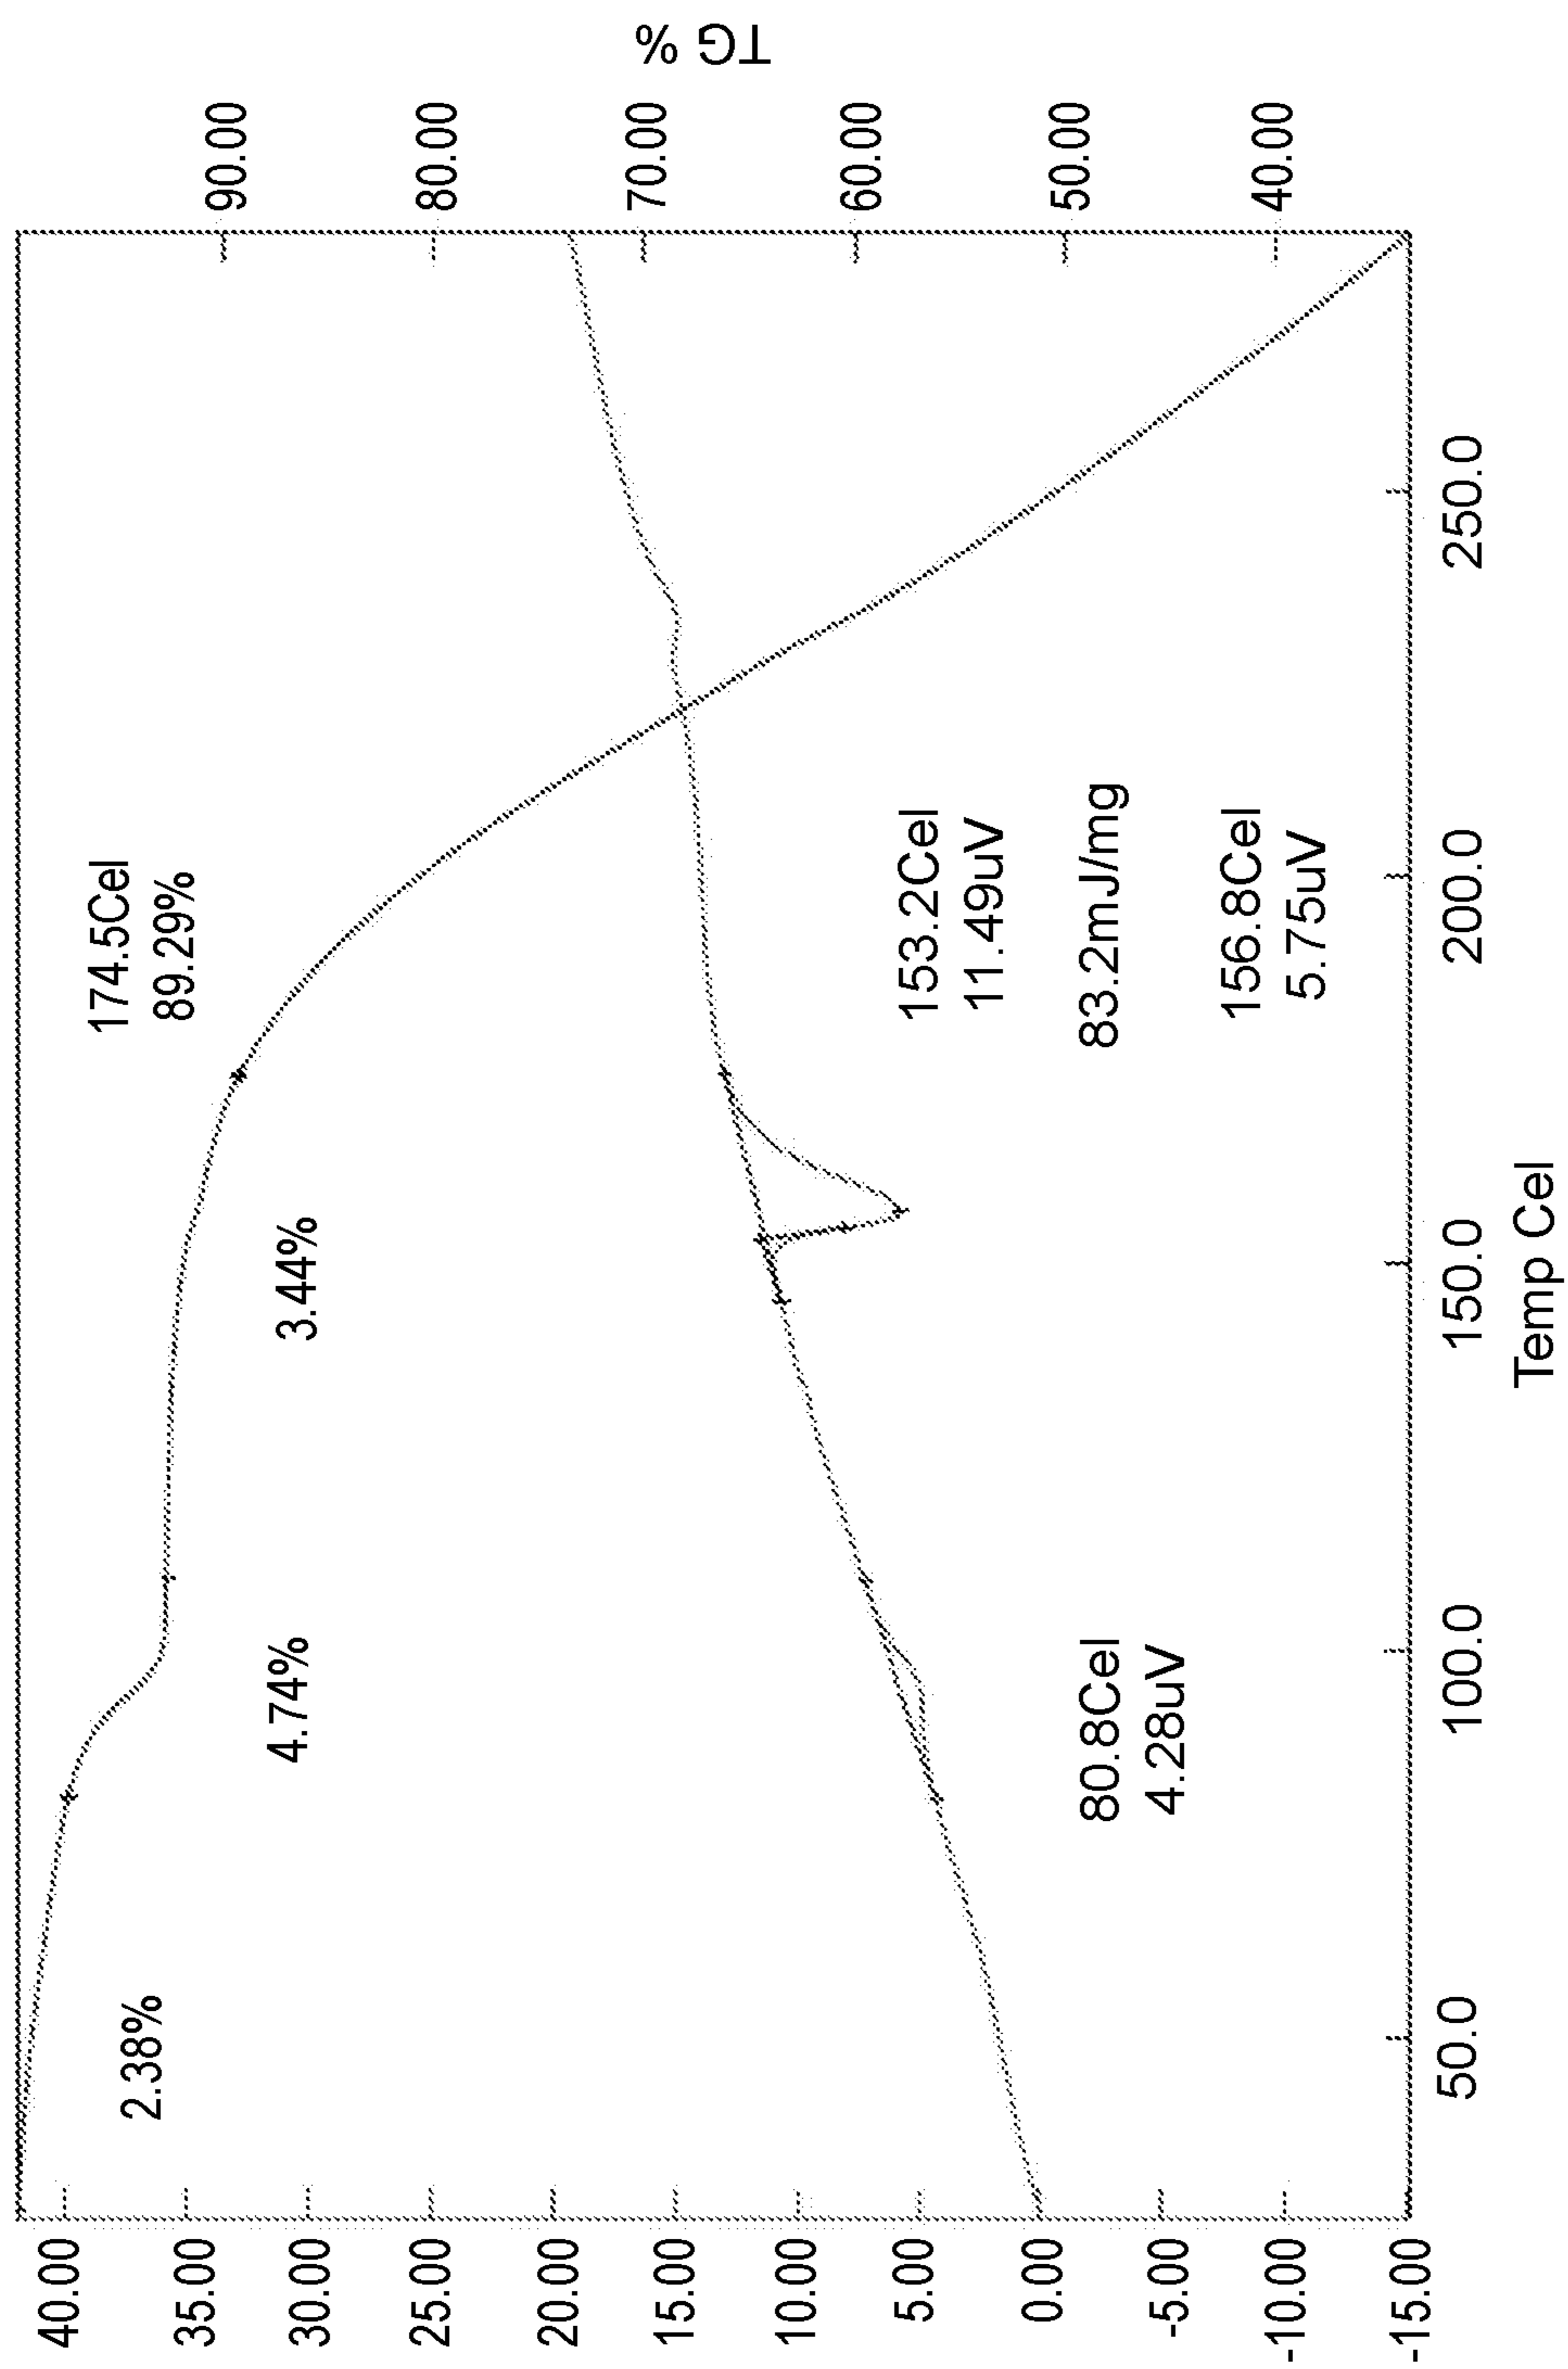 174.5Cel
89.29%
2.38%
4.74%
3.44%
153.2Cel
11.49uV
83.2mJ/mg
80.8Cel
4.28uV
156.8Cel
5.75uV
40.00
35.00
30.00
25.00
20.00
15.00
10.00
5.00
0.00
-5.00
-10.00
-15.00
90.00
80.00
70.00
60.00
50.00
40.00
TG %
50.0
100.0
150.0
200.0
250.0
Temp Cel